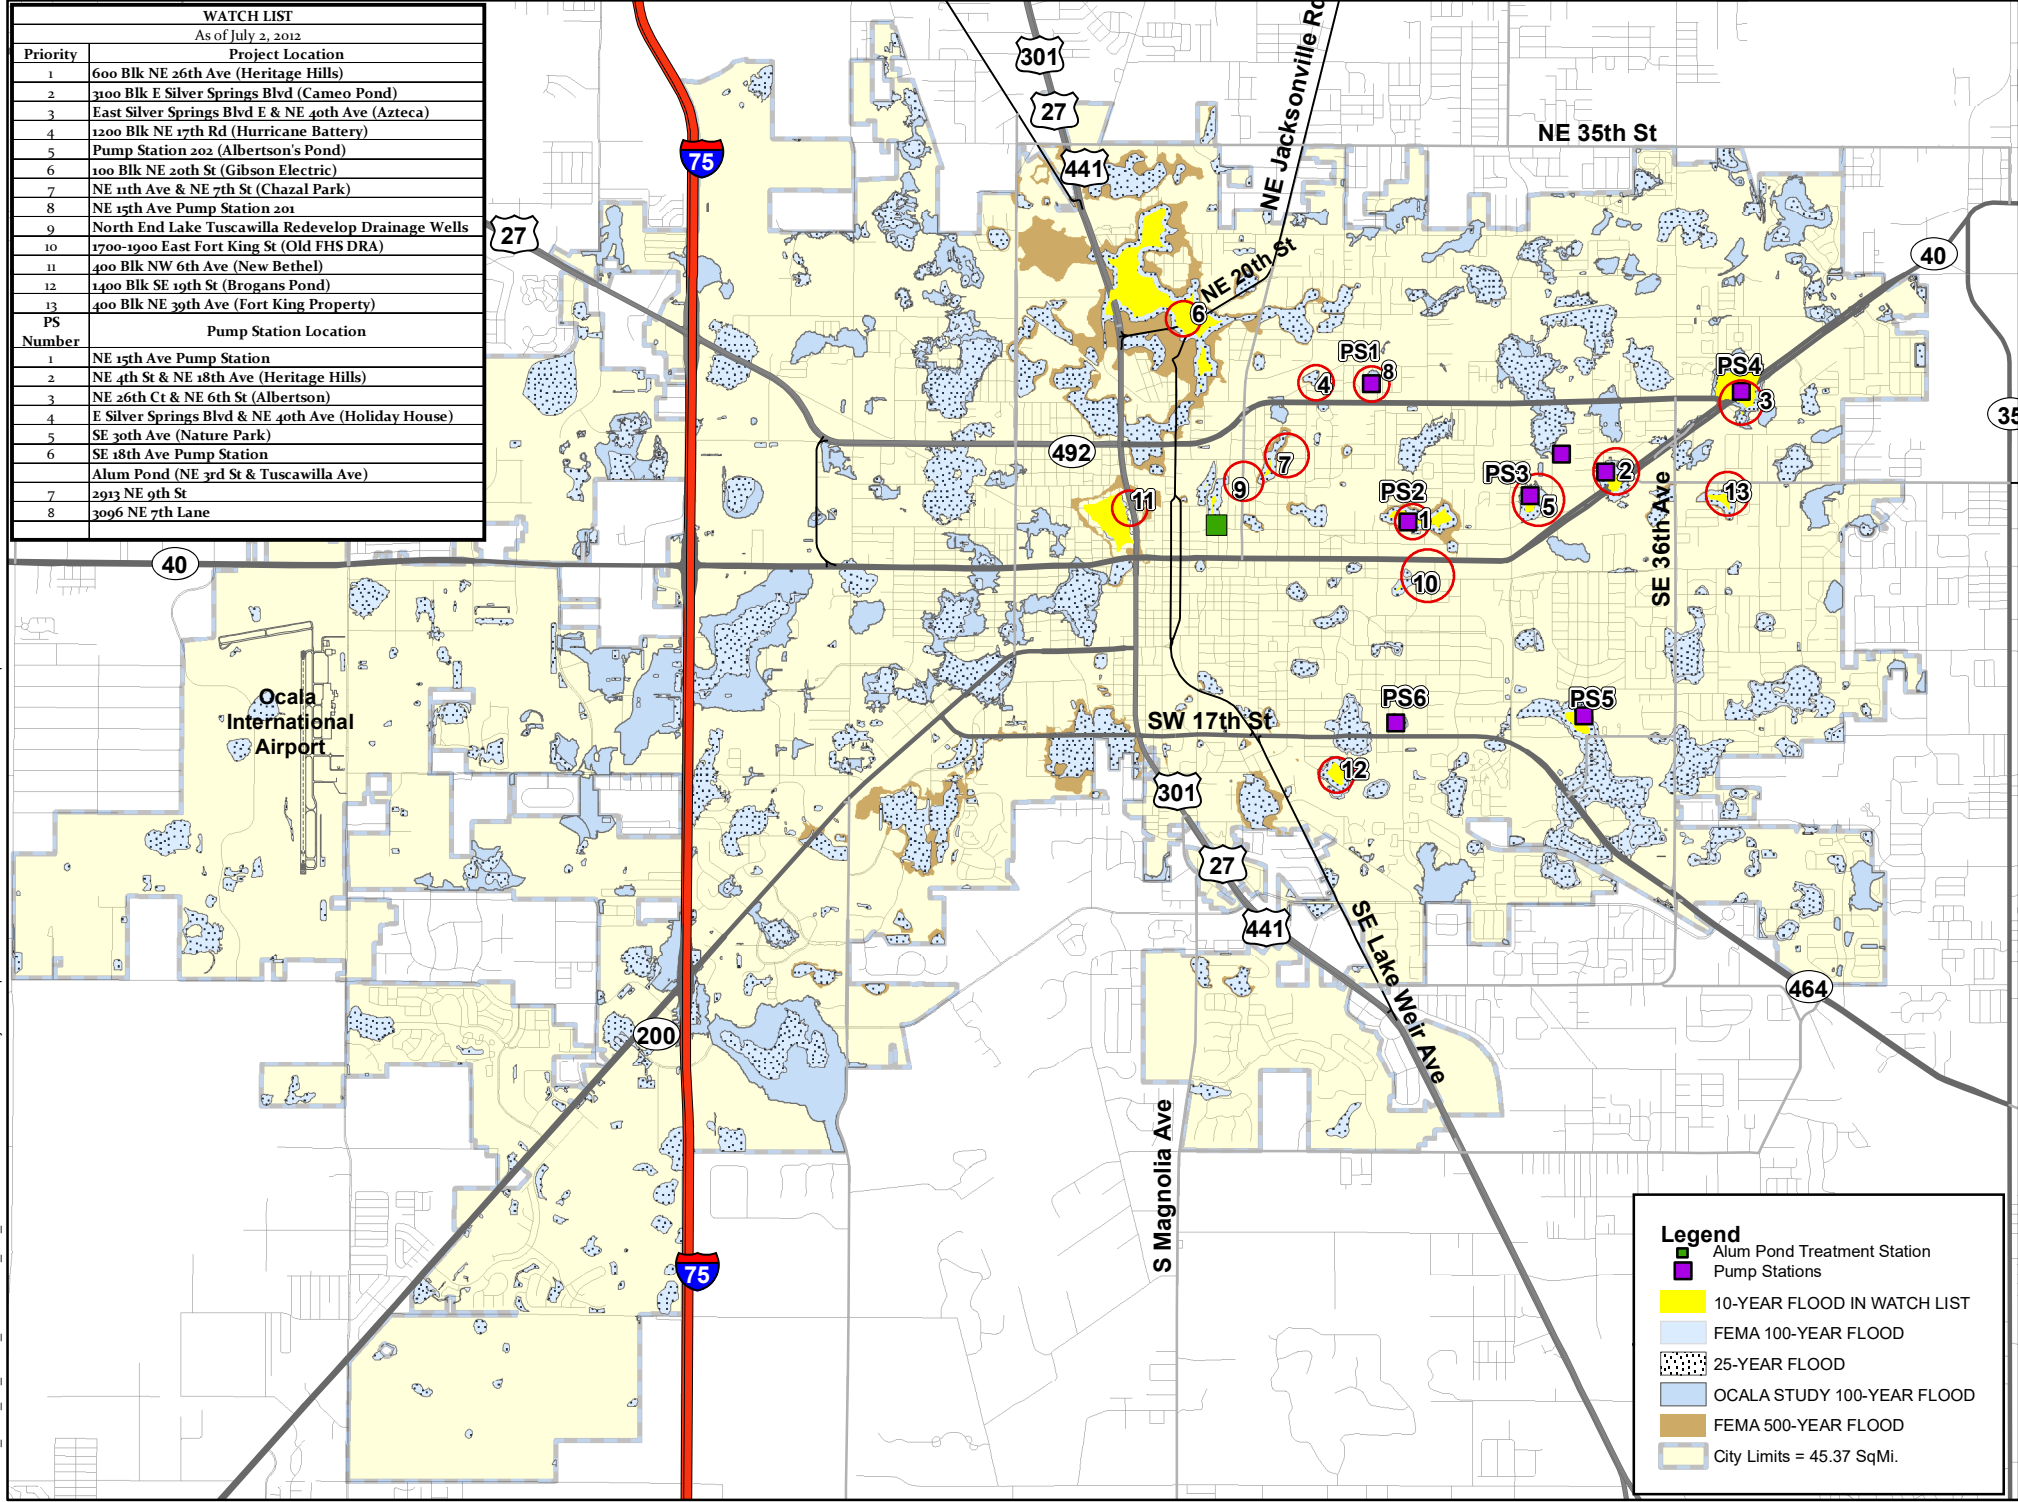 WATCH LIST
As of July 2, 2012
Priority Project Location
1 600 Blk NE 26th Ave (Heritage Hills)
2 3100 Blk E Silver Springs Blvd (Cameo Pond)
3 East Silver Springs Blvd E & NE 40th Ave (Azteca)
4 1200 Blk NE 17th Rd (Hurricane Battery)
5 Pump Station 202 (Albertson's Pond)
6 100 Blk NE 20th St (Gibson Electric)
7 NE 11th Ave & NE 7th St (Chazal Park)
8 NE 15th Ave Pump Station 201
9 North End Lake Tuscawilla Redevelop Drainage Wells
10 1700-1900 East Fort King St (Old FHS DRA)
11 400 Blk NW 6th Ave (New Bethel)
12 1400 Blk SE 19th St (Brogans Pond)
13 400 Blk NE 39th Ave (Fort King Property)
PS Number Pump Station Location
1 NE 15th Ave Pump Station
2 NE 4th St & NE 18th Ave (Heritage Hills)
3 NE 26th Ct & NE 6th St (Albertson)
4 E Silver Springs Blvd & NE 40th Ave (Holiday House)
5 SE 30th Ave (Nature Park)
6 SE 18th Ave Pump Station
Alum Pond (NE 3rd St & Tuscawilla Ave)
7 2913 NE 9th St
8 3096 NE 7th Lane
301
27
441
75
27
NE Jacksonville Rd
NE 35th St
40
NE 20th St
6
PS1
8
4
PS4
3
35
492
7
9
PS3
5
2
13
11
PS2
1
SE 36th Ave
40
10
Ocala
International
Airport
PS6
PS5
SW 17th St
12
301
27
441
SE Lake Weir Ave
464
200
S Magnolia Ave
75
Legend
Alum Pond Treatment Station
Pump Stations
10-YEAR FLOOD IN WATCH LIST
FEMA 100-YEAR FLOOD
25-YEAR FLOOD
OCALA STUDY 100-YEAR FLOOD
FEMA 500-YEAR FLOOD
City Limits = 45.37 SqMi.